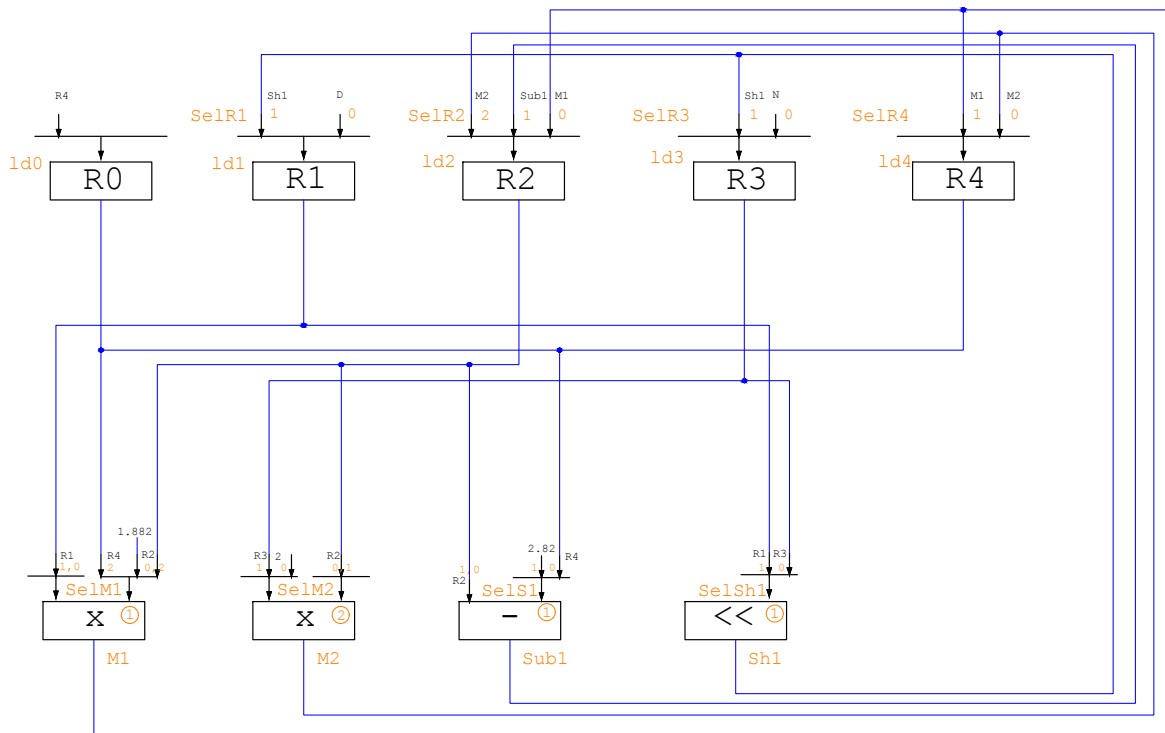 R4
Sh1 D
M2 Sub1 M1
Sh1 N
M1 M2
SelR1 1 0
SelR2 2 1 0
SelR3 1 0
SelR4 1 0
ld0 R0
ld1 R1
ld2 R2
ld3 R3
ld4 R4
1.882
R1 R4 R2
1,0 2 0,2
SelM1
x 1
M1
R3 2 R2
1 0 0,1
SelM2
x 2
M2
2.82
1,0 R4
R2 1 0
SelS1
- 1
Sub1
R1 R3
1 0
SelSh1
<< 1
Sh1